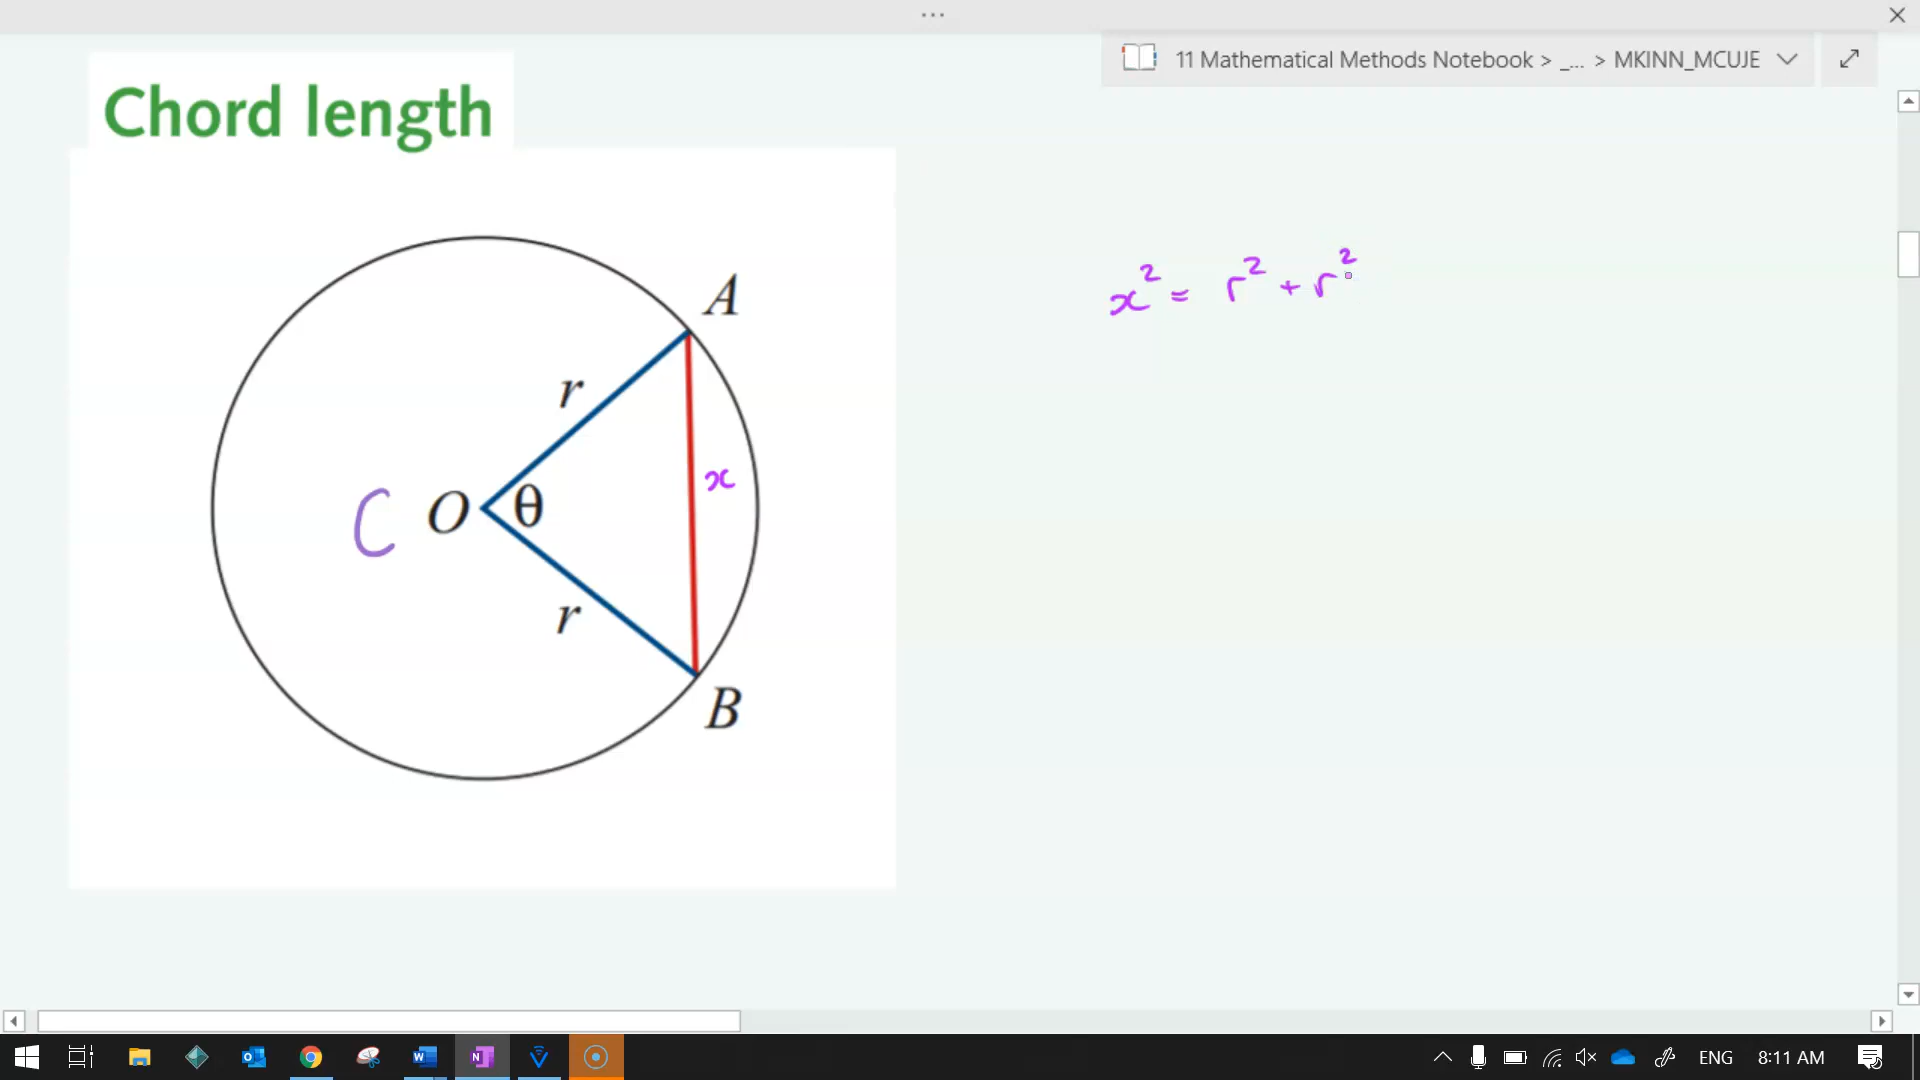 ...
11 Mathematical Methods Notebook > _... > MKINN_MCUJE
Chord length
x² = r² + r²
A
r
x
C O θ
r
B
ENG 8:11 AM